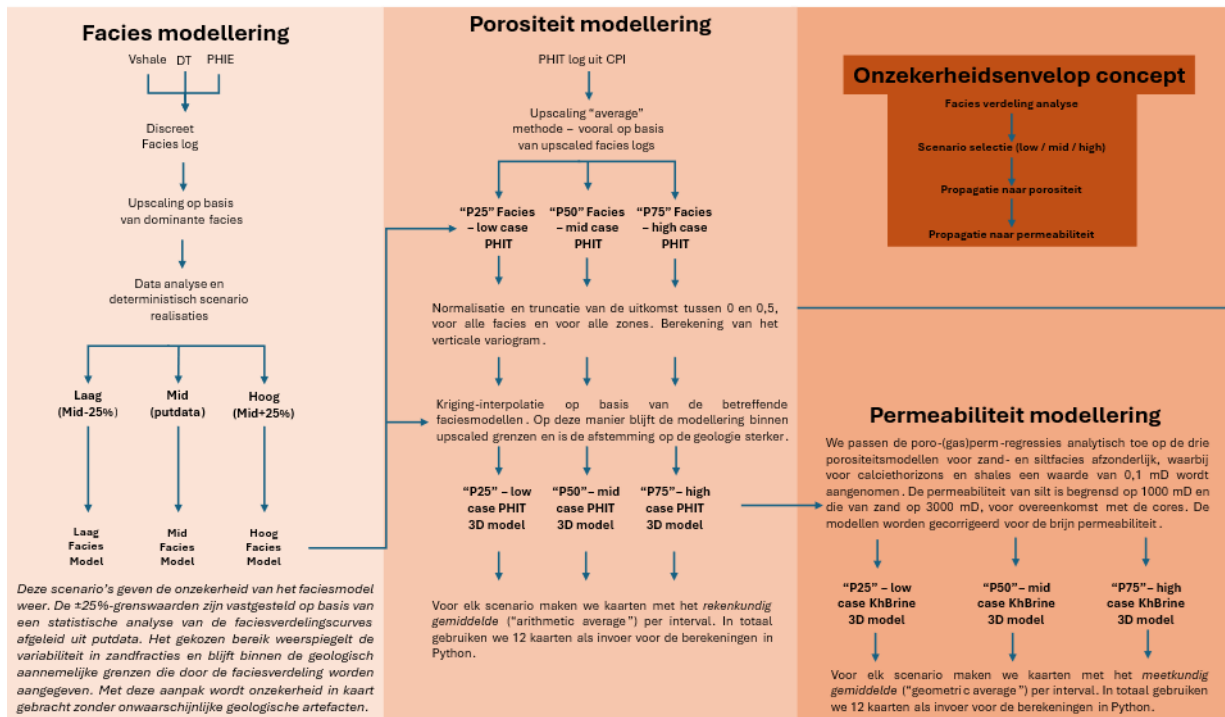 Facies modellering
Vshale DT PHIE
Discreet
Facies log
Upscaling op basis
van dominante facies
Data analyse en
deterministisch scenario
realisaties
Laag
(Mid-25%)
Mid
(putdata)
Hoog
(Mid+25%)
Laag
Facies
Model
Mid
Facies
Model
Hoog
Facies
Model
Deze scenario's geven de onzekerheid van het faciesmodel
weer. De ±25%-grenswaarden zijn vastgesteld op basis van
een statistische analyse van de faciesverdelingscurves
afgeleid uit putdata. Het gekozen bereik weerspiegelt de
variabiliteit in zandfracties en blijft binnen de geologisch
aannemelijke grenzen die door de faciesverdeling worden
aangegeven. Met deze aanpak wordt onzekerheid in kaart
gebracht zonder onwaarschijnlijke geologische artefacten.
Porositeit modellering
PHIT log uit CPI
Upscaling “average”
methode – vooral op basis
van upscaled facies logs
“P25” Facies
– low case
PHIT
“P50” Facies
– mid case
PHIT
“P75” Facies
– high case
PHIT
Normalisatie en truncatie van de uitkomst tussen 0 en 0,5,
voor alle facies en voor alle zones. Berekening van het
verticale variogram.
Kriging-interpolatie op basis van de betreffende
faciesmodellen. Op deze manier blijft de modellering binnen
upscaled grenzen en is de afstemming op de geologie sterker.
“P25” – low
case PHIT
3D model
“P50” – mid
case PHIT
3D model
“P75” – high
case PHIT
3D model
Voor elk scenario maken we kaarten met het rekenkundig
gemiddelde (“arithmetic average”) per interval. In totaal
gebruiken we 12 kaarten als invoer voor de berekeningen in
Python.
Onzekerheidsenvelop concept
Facies verdeling analyse
Scenario selectie (low / mid / high)
Propagatie naar porositeit
Propagatie naar permeabiliteit
Permeabiliteit modellering
We passen de poro-(gas)perm-regressies analytisch toe op de drie
porositeitsmodellen voor zand- en siltfacies afzonderlijk, waarbij
voor calciethorizons en shales een waarde van 0,1 mD wordt
aangenomen. De permeabiliteit van silt is begrensd op 1000 mD en
die van zand op 3000 mD, voor overeenkomst met de cores. De
modellen worden gecorrigeerd voor de brijn permeabiliteit.
“P25” – low
case KhBrine
3D model
“P50” – mid
case KhBrine
3D model
“P75” – high
case KhBrine
3D model
Voor elk scenario maken we kaarten met het meetkundig
gemiddelde (“geometric average”) per interval. In totaal gebruiken
we 12 kaarten als invoer voor de berekeningen in Python.